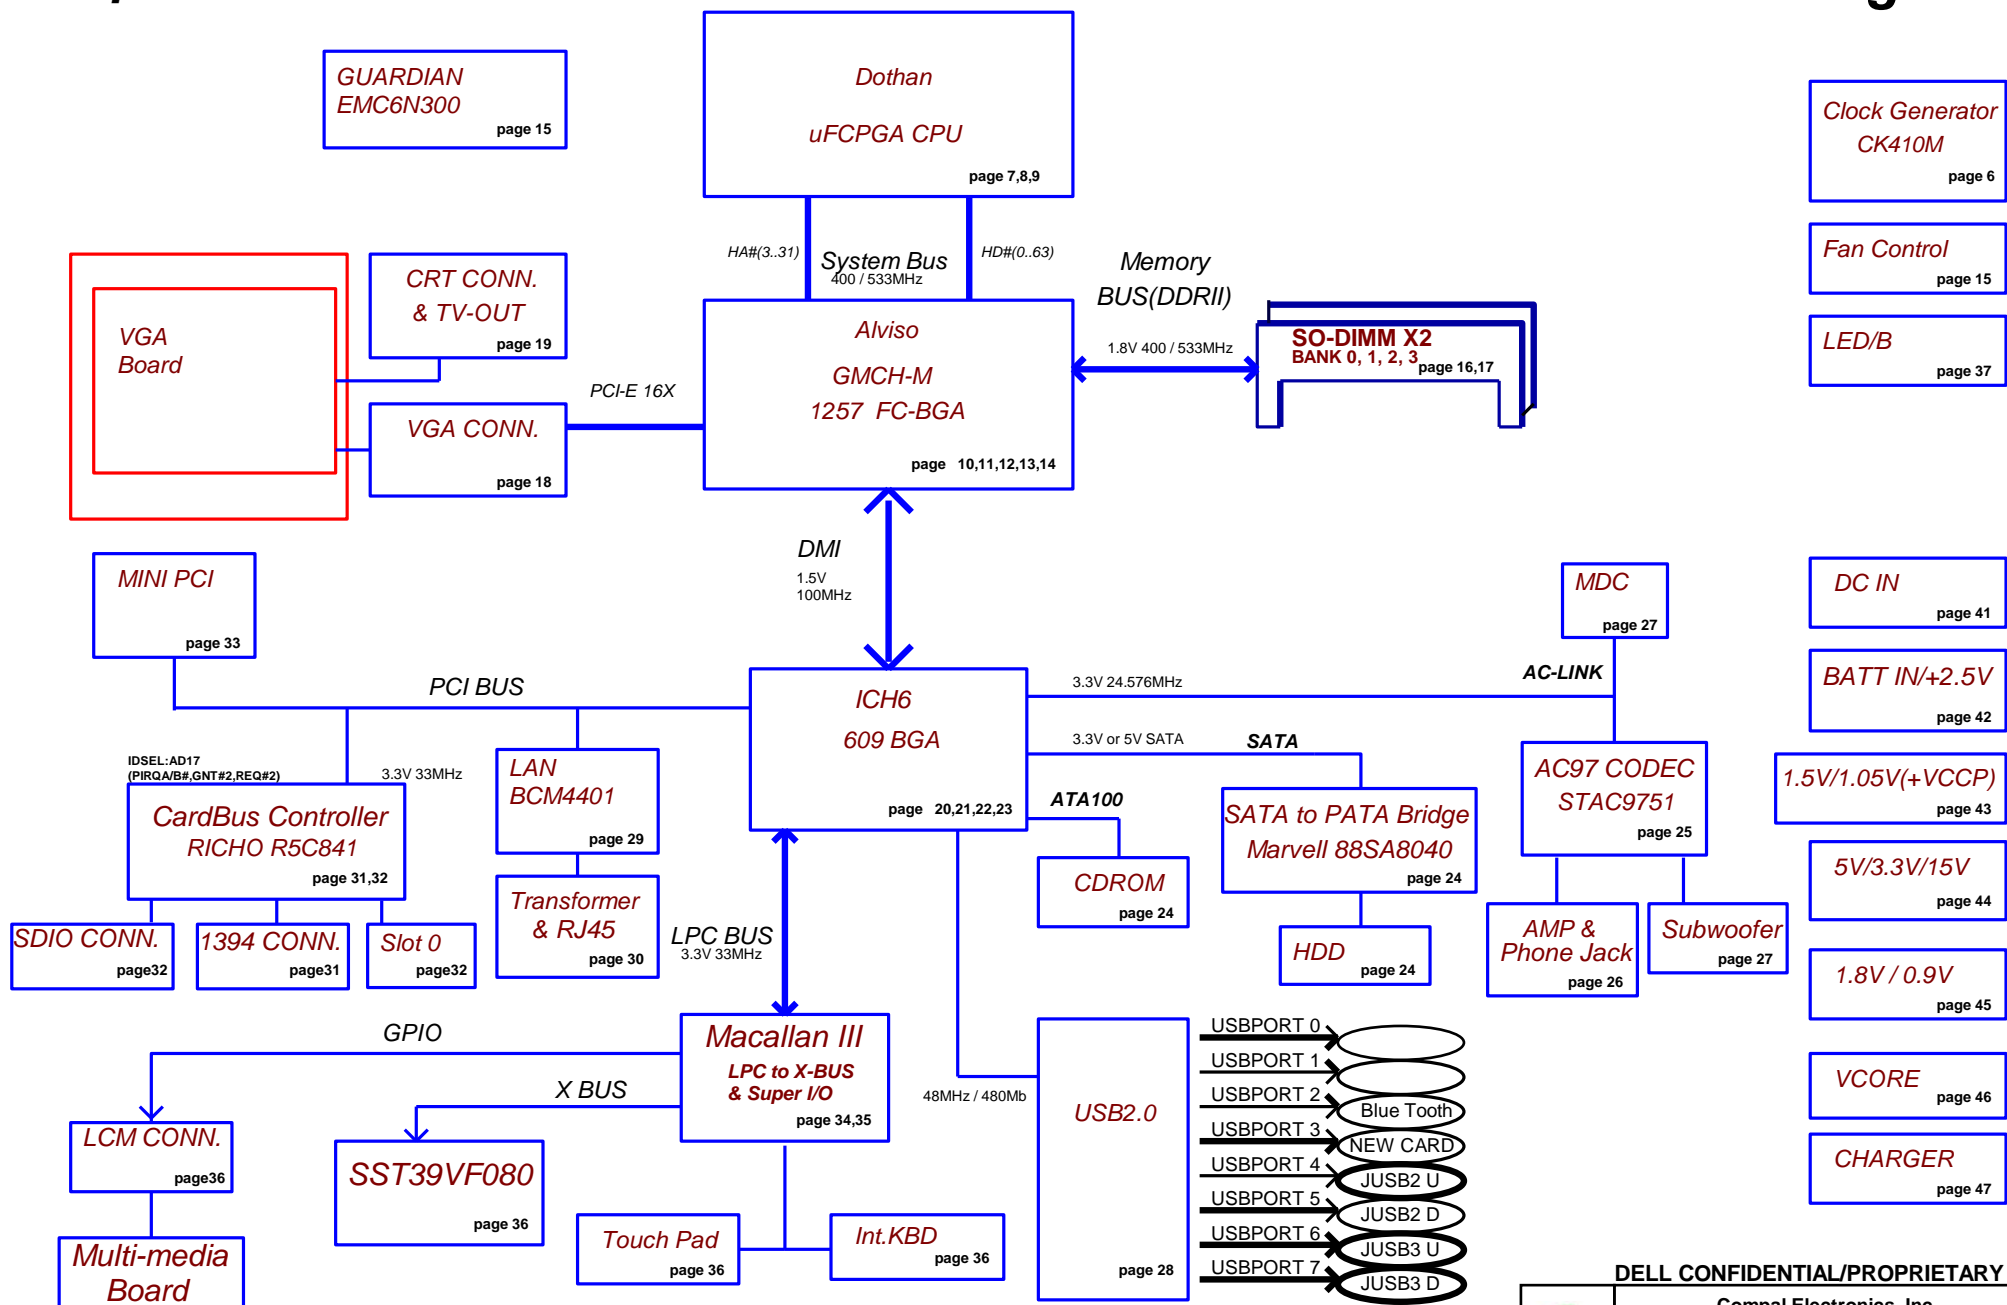 g
GUARDIAN
EMC6N300
page 15
Dothan
uFCPGA CPU
page 7,8,9
Clock Generator
CK410M
page 6
Fan Control
page 15
LED/B
page 37
HA#(3..31)
System Bus
400 / 533MHz
HD#(0..63)
Memory
BUS(DDRII)
1.8V 400 / 533MHz
SO-DIMM X2
BANK 0, 1, 2, 3
page 16,17
VGA
Board
CRT CONN.
& TV-OUT
page 19
VGA CONN.
page 18
PCI-E 16X
Alviso
GMCH-M
1257 FC-BGA
page 10,11,12,13,14
DMI
1.5V
100MHz
MINI PCI
page 33
PCI BUS
ICH6
609 BGA
page 20,21,22,23
3.3V 24.576MHz
AC-LINK
MDC
page 27
3.3V or 5V SATA
SATA
ATA100
DC IN
page 41
BATT IN/+2.5V
page 42
1.5V/1.05V(+VCCP)
page 43
5V/3.3V/15V
page 44
1.8V / 0.9V
page 45
VCORE
page 46
CHARGER
page 47
IDSEL:AD17
(PIRQA/B#,GNT#2,REQ#2)
3.3V 33MHz
CardBus Controller
RICHO R5C841
page 31,32
LAN
BCM4401
page 29
Transformer
& RJ45
page 30
SDIO CONN.
page32
1394 CONN.
page31
Slot 0
page32
LPC BUS
3.3V 33MHz
CDROM
page 24
SATA to PATA Bridge
Marvell 88SA8040
page 24
HDD
page 24
AC97 CODEC
STAC9751
page 25
AMP &
Phone Jack
page 26
Subwoofer
page 27
GPIO
X BUS
Macallan III
LPC to X-BUS
& Super I/O
page 34,35
LCM CONN.
page36
Multi-media
Board
SST39VF080
page 36
Touch Pad
page 36
Int.KBD
page 36
48MHz / 480Mb
USB2.0
page 28
USBPORT 0
USBPORT 1
USBPORT 2
Blue Tooth
USBPORT 3
NEW CARD
USBPORT 4
JUSB2 U
USBPORT 5
JUSB2 D
USBPORT 6
JUSB3 U
USBPORT 7
JUSB3 D
DELL CONFIDENTIAL/PROPRIETARY
Compal Electronics, Inc